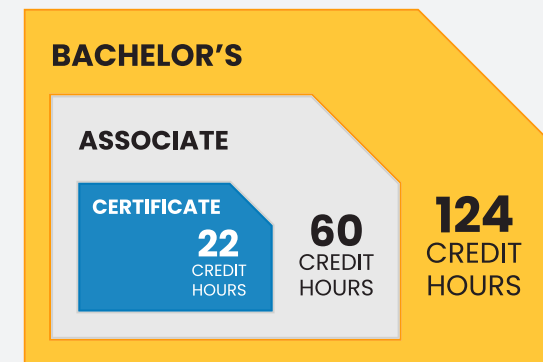 BACHELOR’S
ASSOCIATE
CERTIFICATE
22
CREDIT
HOURS
60
CREDIT
HOURS
124
CREDIT
HOURS